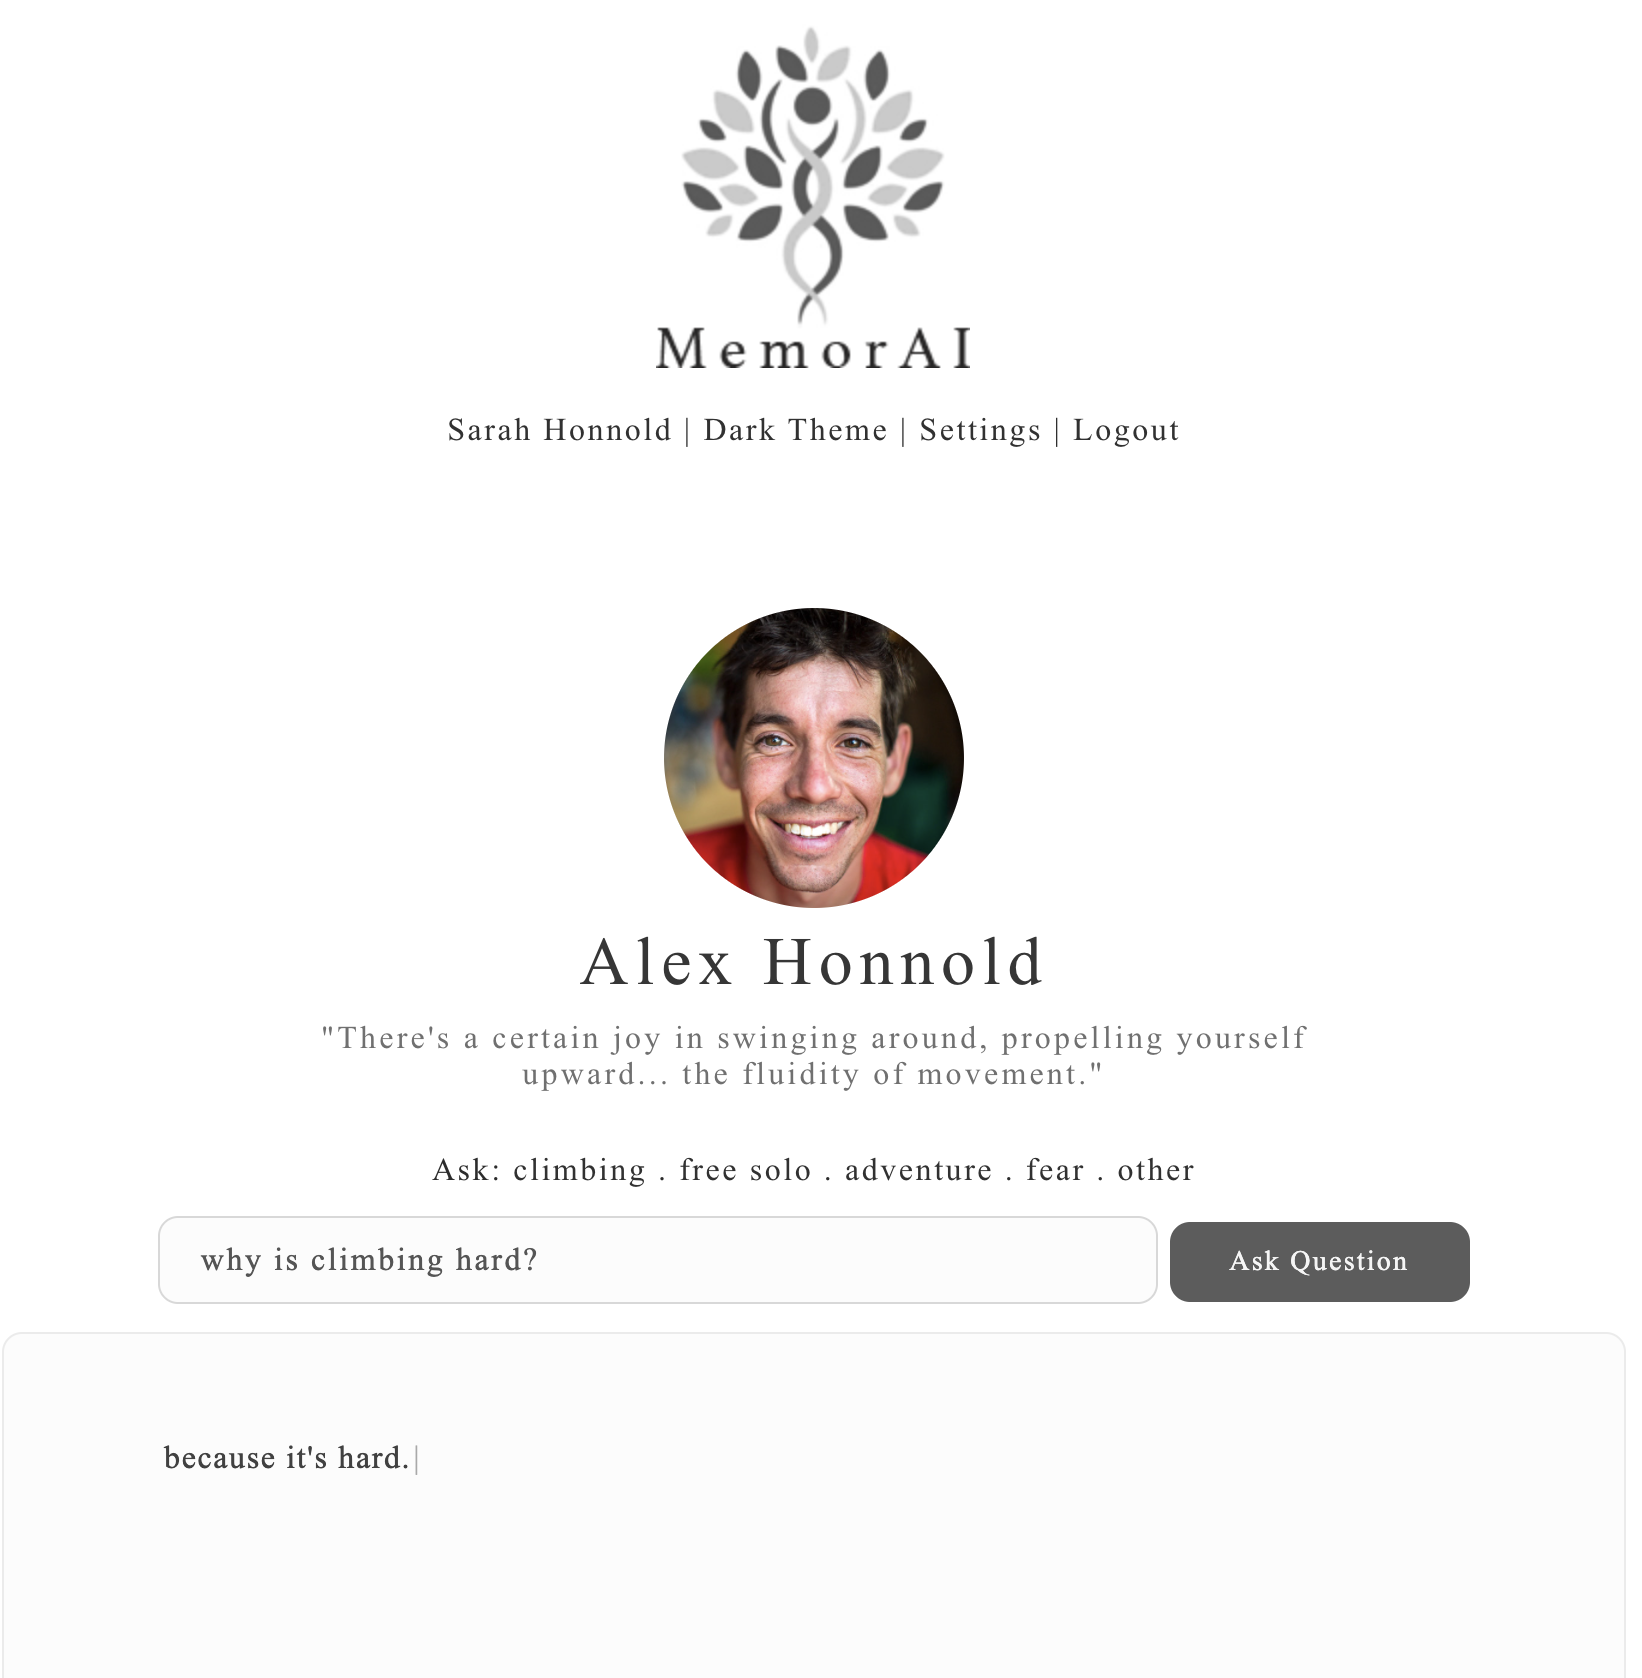 MemorAI
Sarah Honnold | Dark Theme | Settings | Logout
Alex Honnold
"There's a certain joy in swinging around, propelling yourself
upward... the fluidity of movement."
Ask: climbing . free solo . adventure . fear . other
why is climbing hard?
Ask Question
because it's hard.